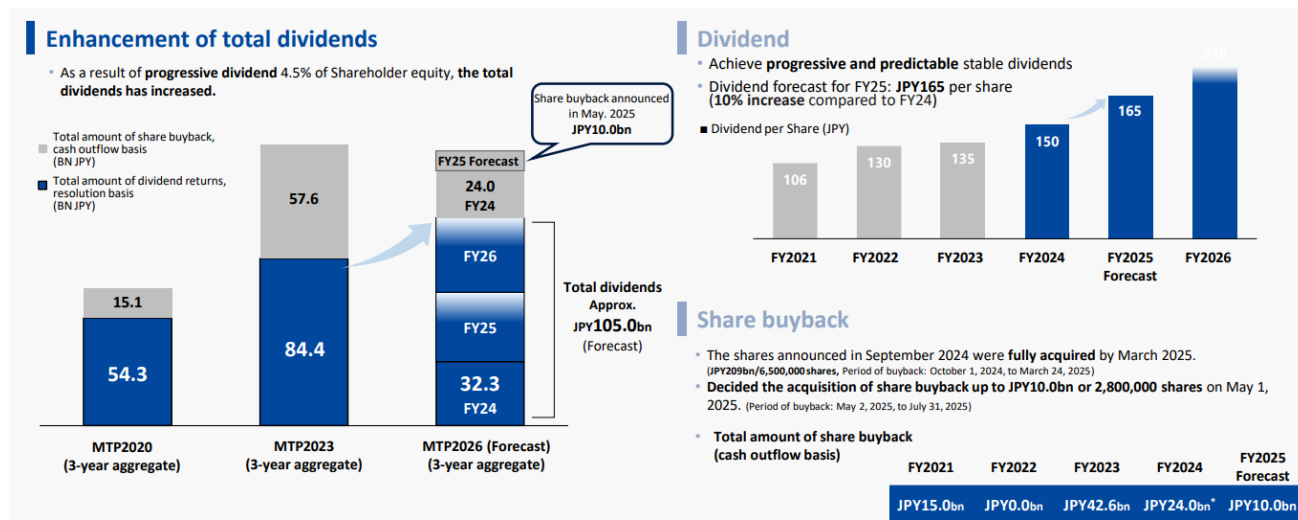 Enhancement of total dividends
• As a result of progressive dividend 4.5% of Shareholder equity, the total
dividends has increased.
Share buyback announced
in May. 2025
JPY10.0bn
Total amount of share buyback,
cash outflow basis
(BN JPY)
Total amount of dividend returns,
resolution basis
(BN JPY)
15.1
54.3
57.6
84.4
FY25 Forecast
24.0
FY24
FY26
FY25
32.3
FY24
Total dividends
Approx.
JPY105.0bn
(Forecast)
MTP2020
(3-year aggregate)
MTP2023
(3-year aggregate)
MTP2026 (Forecast)
(3-year aggregate)
Dividend
• Achieve progressive and predictable stable dividends
• Dividend forecast for FY25: JPY165 per share
(10% increase compared to FY24)
■ Dividend per Share (JPY)
106
130
135
150
165
240
FY2021
FY2022
FY2023
FY2024
FY2025
Forecast
FY2026
Share buyback
• The shares announced in September 2024 were fully acquired by March 2025.
(JPY209bn/6,500,000 shares, Period of buyback: October 1, 2024, to March 24, 2025)
• Decided the acquisition of share buyback up to JPY10.0bn or 2,800,000 shares on May 1,
2025. (Period of buyback: May 2, 2025, to July 31, 2025)
• Total amount of share buyback
(cash outflow basis)
FY2021 FY2022 FY2023 FY2024 FY2025
Forecast
JPY15.0bn JPY0.0bn JPY42.6bn JPY24.0bn* JPY10.0bn